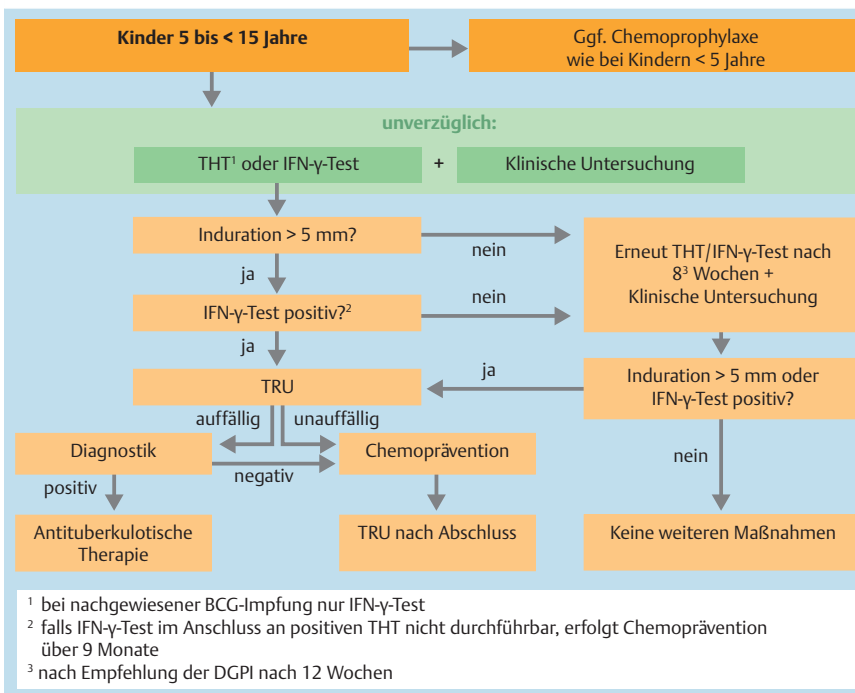 Kinder 5 bis < 15 Jahre
Ggf. Chemoprophylaxe
wie bei Kindern < 5 Jahre
unverzüglich:
THT¹ oder IFN-γ-Test
+
Klinische Untersuchung
Induration > 5 mm?
nein
ja
Erneut THT/IFN-γ-Test nach
8³ Wochen +
Klinische Untersuchung
IFN-γ-Test positiv?²
nein
ja
TRU
ja
Induration > 5 mm oder
IFN-γ-Test positiv?
auffällig
unauffällig
Diagnostik
Chemoprävention
negativ
positiv
nein
Antituberkulotische
Therapie
TRU nach Abschluss
Keine weiteren Maßnahmen
¹ bei nachgewiesener BCG-Impfung nur IFN-γ-Test
² falls IFN-γ-Test im Anschluss an positiven THT nicht durchführbar, erfolgt Chemoprävention
über 9 Monate
³ nach Empfehlung der DGPI nach 12 Wochen